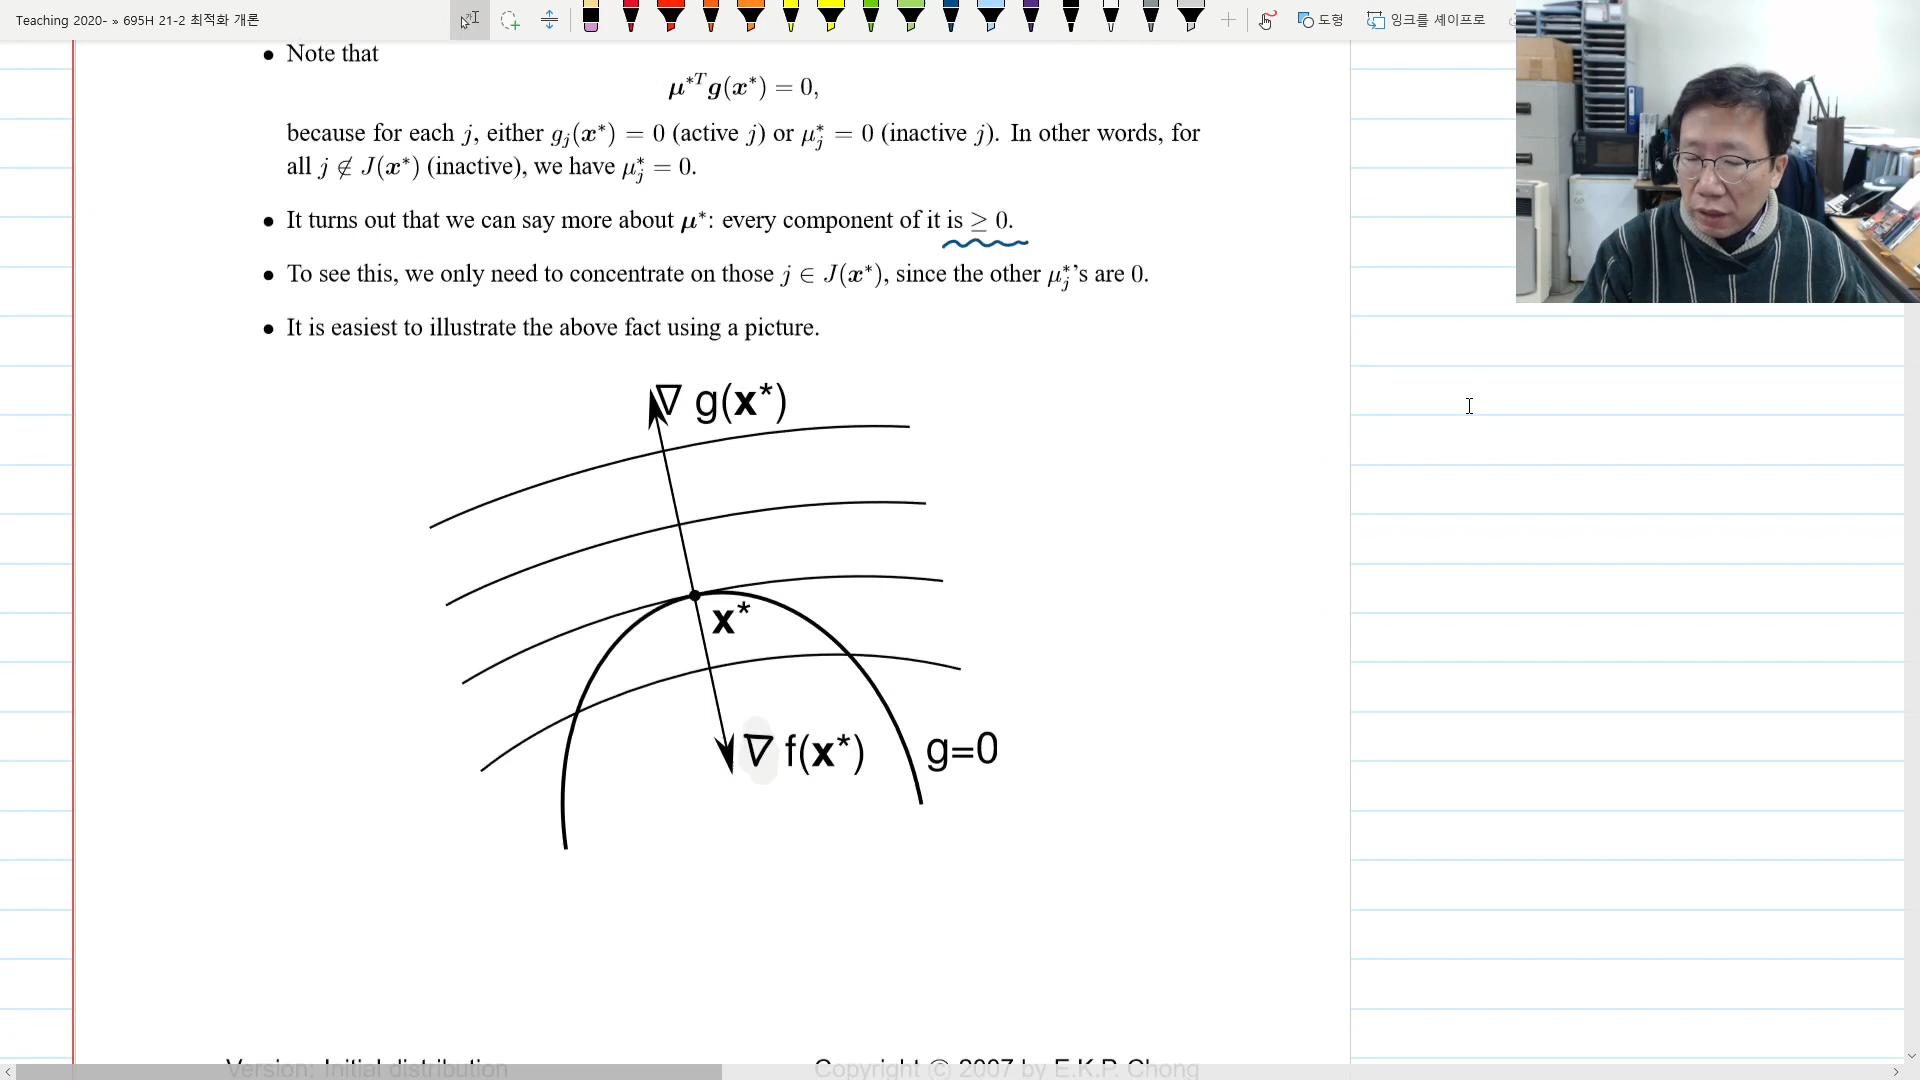 Teaching 2020- » 695H 21-2 최적화 개론
도형
잉크를 셰이프로
• Note that
μ*ᵀg(x*) = 0,
because for each j, either gⱼ(x*) = 0 (active j) or μⱼ* = 0 (inactive j). In other words, for
all j ∉ J(x*) (inactive), we have μⱼ* = 0.
• It turns out that we can say more about μ*: every component of it is ≥ 0.
• To see this, we only need to concentrate on those j ∈ J(x*), since the other μⱼ*'s are 0.
• It is easiest to illustrate the above fact using a picture.
∇ g(x*)
x*
∇ f(x*)
g=0
Version: Initial distribution
Copyright © 2007 by E.K.P. Chong